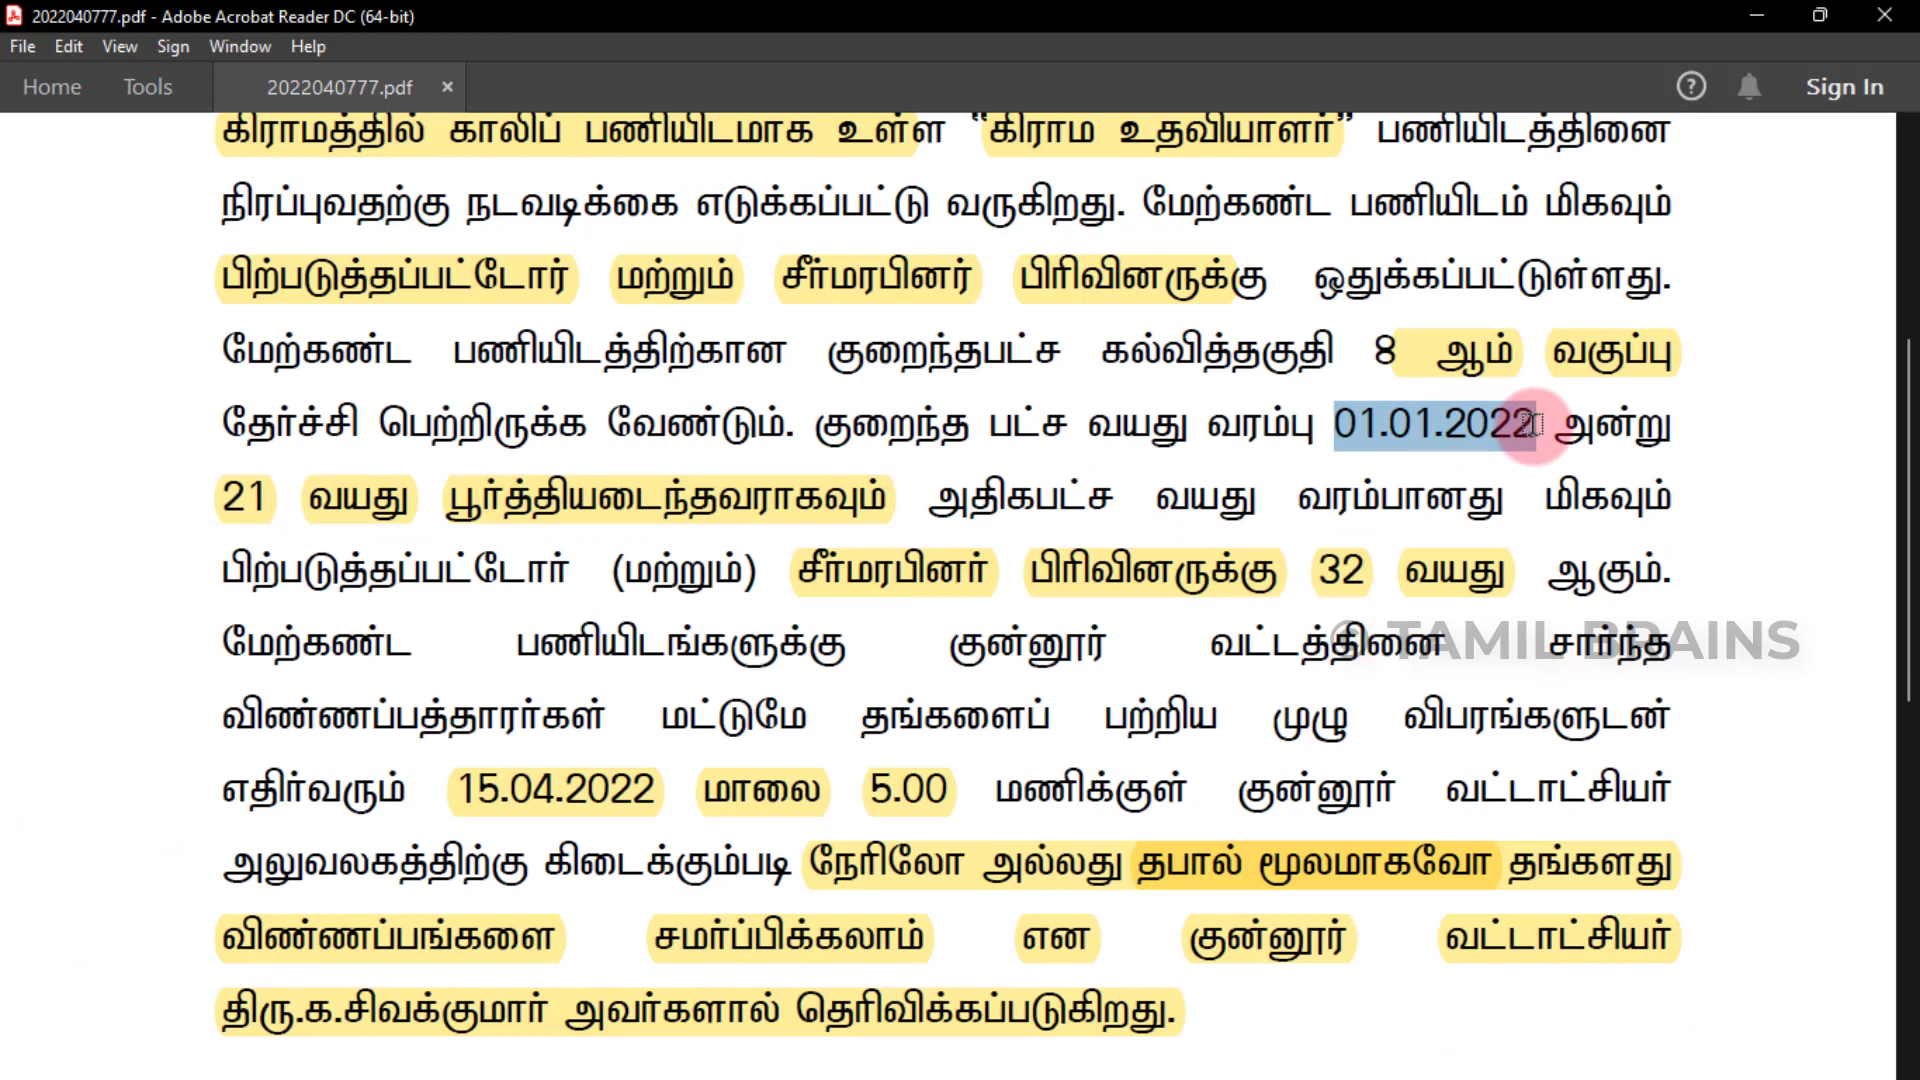 2022040777.pdf - Adobe Acrobat Reader DC (64-bit)
File Edit View Sign Window Help
Home Tools 2022040777.pdf × ? Sign In
கிராமத்தில் காலிப் பணியிடமாக உள்ள “கிராம உதவியாளர்” பணியிடத்தினை
நிரப்புவதற்கு நடவடிக்கை எடுக்கப்பட்டு வருகிறது. மேற்கண்ட பணியிடம் மிகவும்
பிற்படுத்தப்பட்டோர் மற்றும் சீர்மரபினர் பிரிவினருக்கு ஒதுக்கப்பட்டுள்ளது.
மேற்கண்ட பணியிடத்திற்கான குறைந்தபட்ச கல்வித்தகுதி 8 ஆம் வகுப்பு
தேர்ச்சி பெற்றிருக்க வேண்டும். குறைந்த பட்ச வயது வரம்பு 01.01.2022 அன்று
21 வயது பூர்த்தியடைந்தவராகவும் அதிகபட்ச வயது வரம்பானது மிகவும்
பிற்படுத்தப்பட்டோர் (மற்றும்) சீர்மரபினர் பிரிவினருக்கு 32 வயது ஆகும்.
மேற்கண்ட பணியிடங்களுக்கு குன்னூர் வட்டத்தினை சார்ந்த
© TAMIL BRAINS
விண்ணப்பத்தாரர்கள் மட்டுமே தங்களைப் பற்றிய முழு விபரங்களுடன்
எதிர்வரும் 15.04.2022 மாலை 5.00 மணிக்குள் குன்னூர் வட்டாட்சியர்
அலுவலகத்திற்கு கிடைக்கும்படி நேரிலோ அல்லது தபால் மூலமாகவோ தங்களது
விண்ணப்பங்களை சமர்ப்பிக்கலாம் என குன்னூர் வட்டாட்சியர்
திரு.க.சிவக்குமார் அவர்களால் தெரிவிக்கப்படுகிறது.